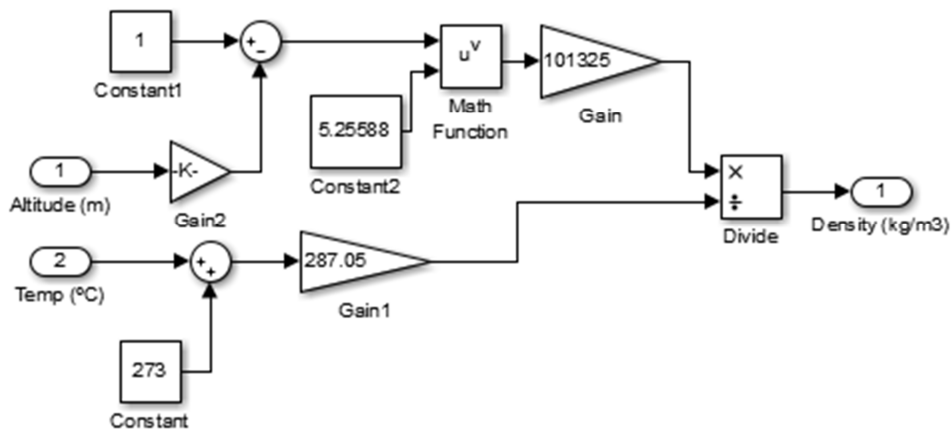 1
+
−
Constant1
u^v
Math
Function
101325
Gain
5.25588
Constant2
1
Altitude (m)
-K-
Gain2
×
÷
Divide
1
Density (kg/m3)
2
Temp (ºC)
+
+
287.05
Gain1
273
Constant